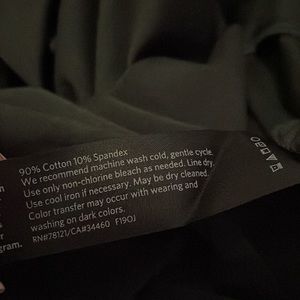 90% Cotton 10% Spandex
We recommend machine wash cold, gentle cycle.
Use only non-chlorine bleach as needed. Line dry.
Use cool iron if necessary. May be dry cleaned.
Color transfer may occur with wearing and
washing on dark colors.
RN#78121/CA#34460 F19OJ
gram.